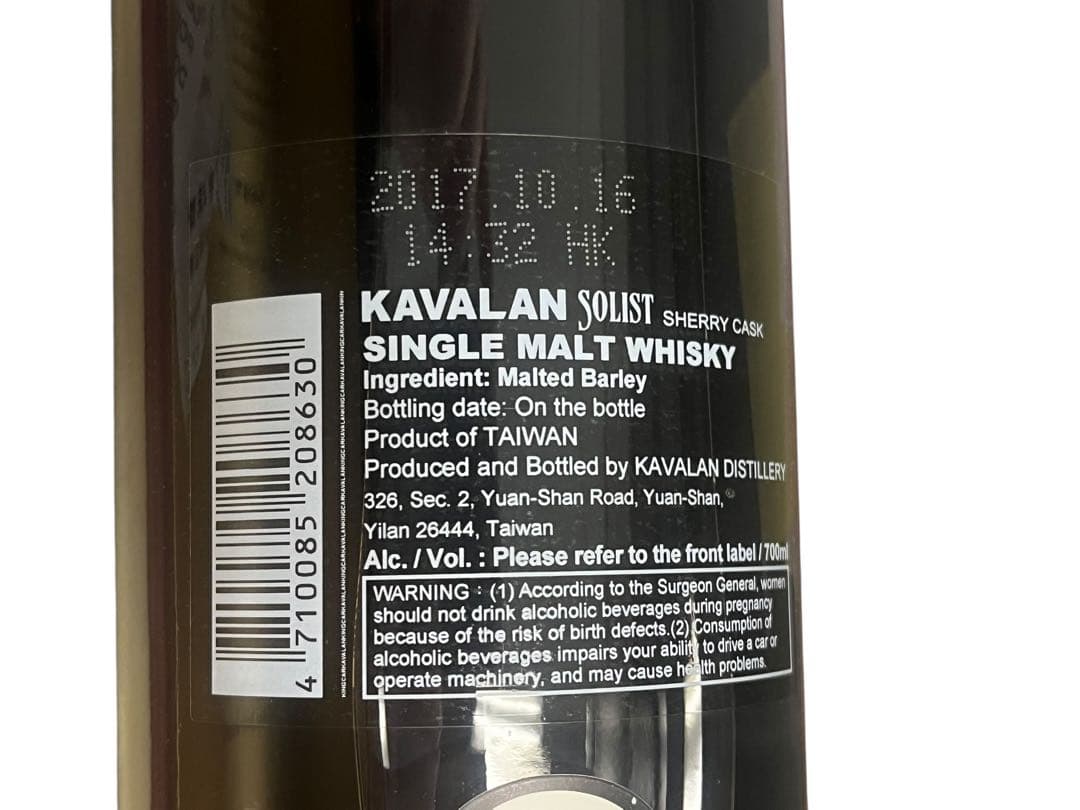 2017.10.16
14:32 HK
KAVALAN SOLIST SHERRY CASK
SINGLE MALT WHISKY
Ingredient: Malted Barley
Bottling date: On the bottle
Product of TAIWAN
Produced and Bottled by KAVALAN DISTILLERY
326, Sec. 2, Yuan-Shan Road, Yuan-Shan,
Yilan 26444, Taiwan
Alc. / Vol. : Please refer to the front label / 700ml
WARNING : (1) According to the Surgeon General, women
should not drink alcoholic beverages during pregnancy
because of the risk of birth defects.(2) Consumption of
alcoholic beverages impairs your ability to drive a car or
operate machinery, and may cause health problems.
4 710085 208630